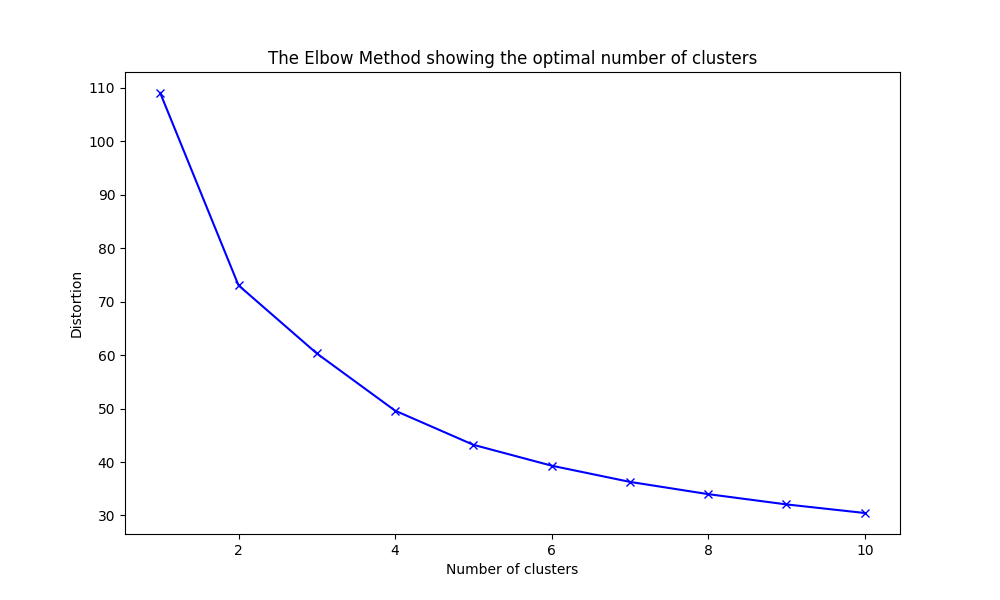 The Elbow Method showing the optimal number of clusters
110
100
90
80
70
60
50
40
30
Distortion
2 4 6 8 10
Number of clusters